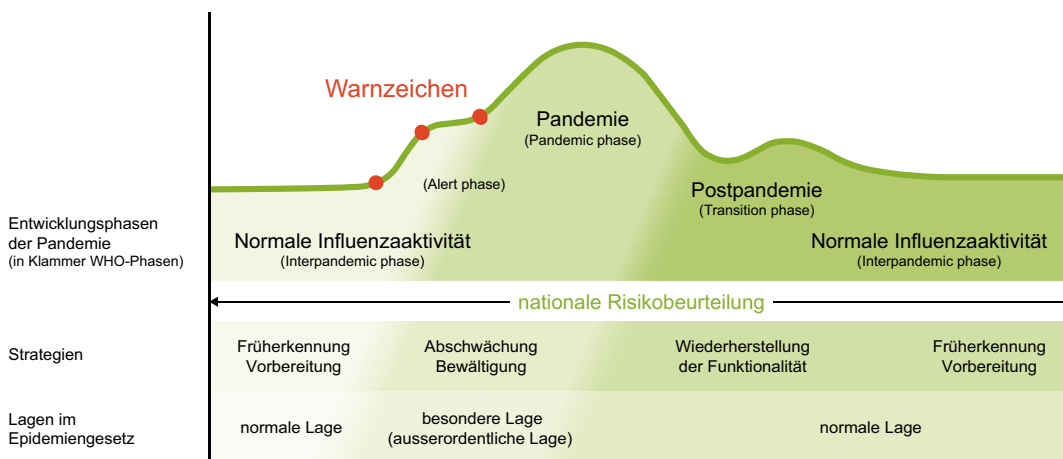 Warnzeichen
Pandemie
(Pandemic phase)
(Alert phase)
Postpandemie
(Transition phase)
Entwicklungsphasen
der Pandemie
(in Klammer WHO-Phasen)
Normale Influenzaaktivität
(Interpandemic phase)
Normale Influenzaaktivität
(Interpandemic phase)
nationale Risikobeurteilung
Strategien
Früherkennung
Vorbereitung
Abschwächung
Bewältigung
Wiederherstellung
der Funktionalität
Früherkennung
Vorbereitung
Lagen im
Epidemiengesetz
normale Lage
besondere Lage
(ausserordentliche Lage)
normale Lage